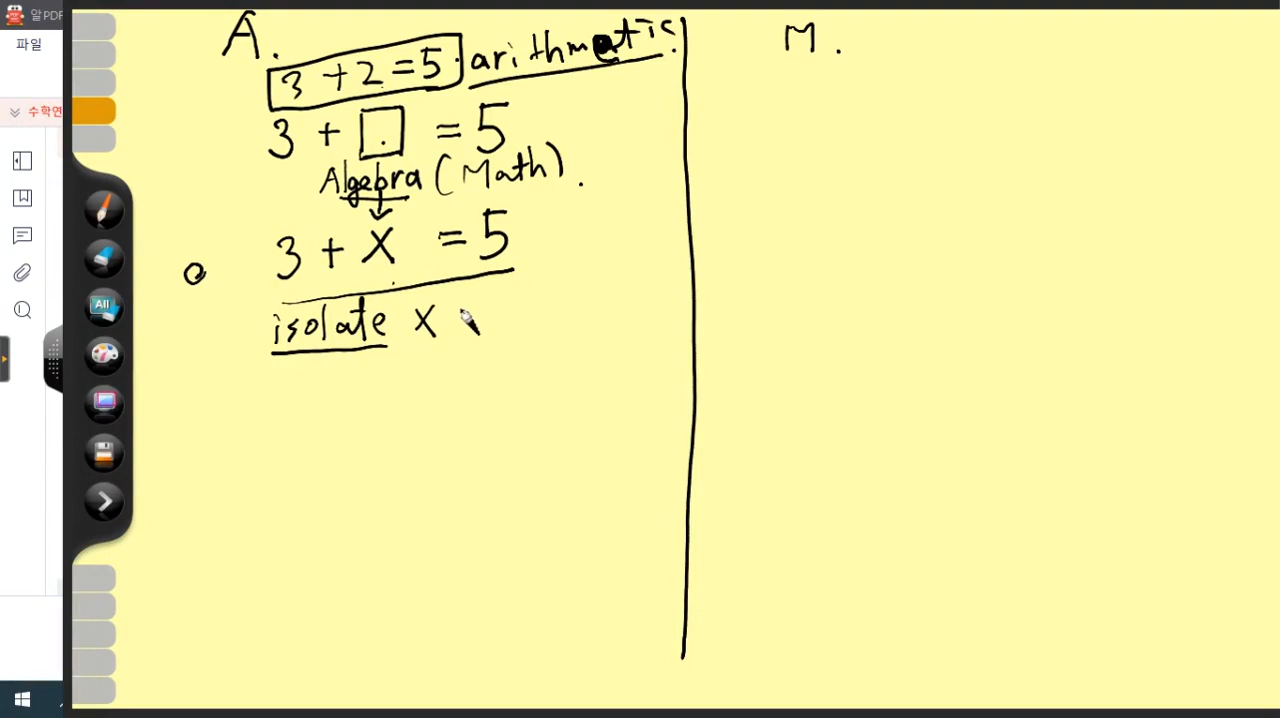 알PDF
파일
수학연
All
A.
3 + 2 = 5. arithmetic.
3 + □ = 5
Algebra (Math).
3 + X = 5
isolate X
M.